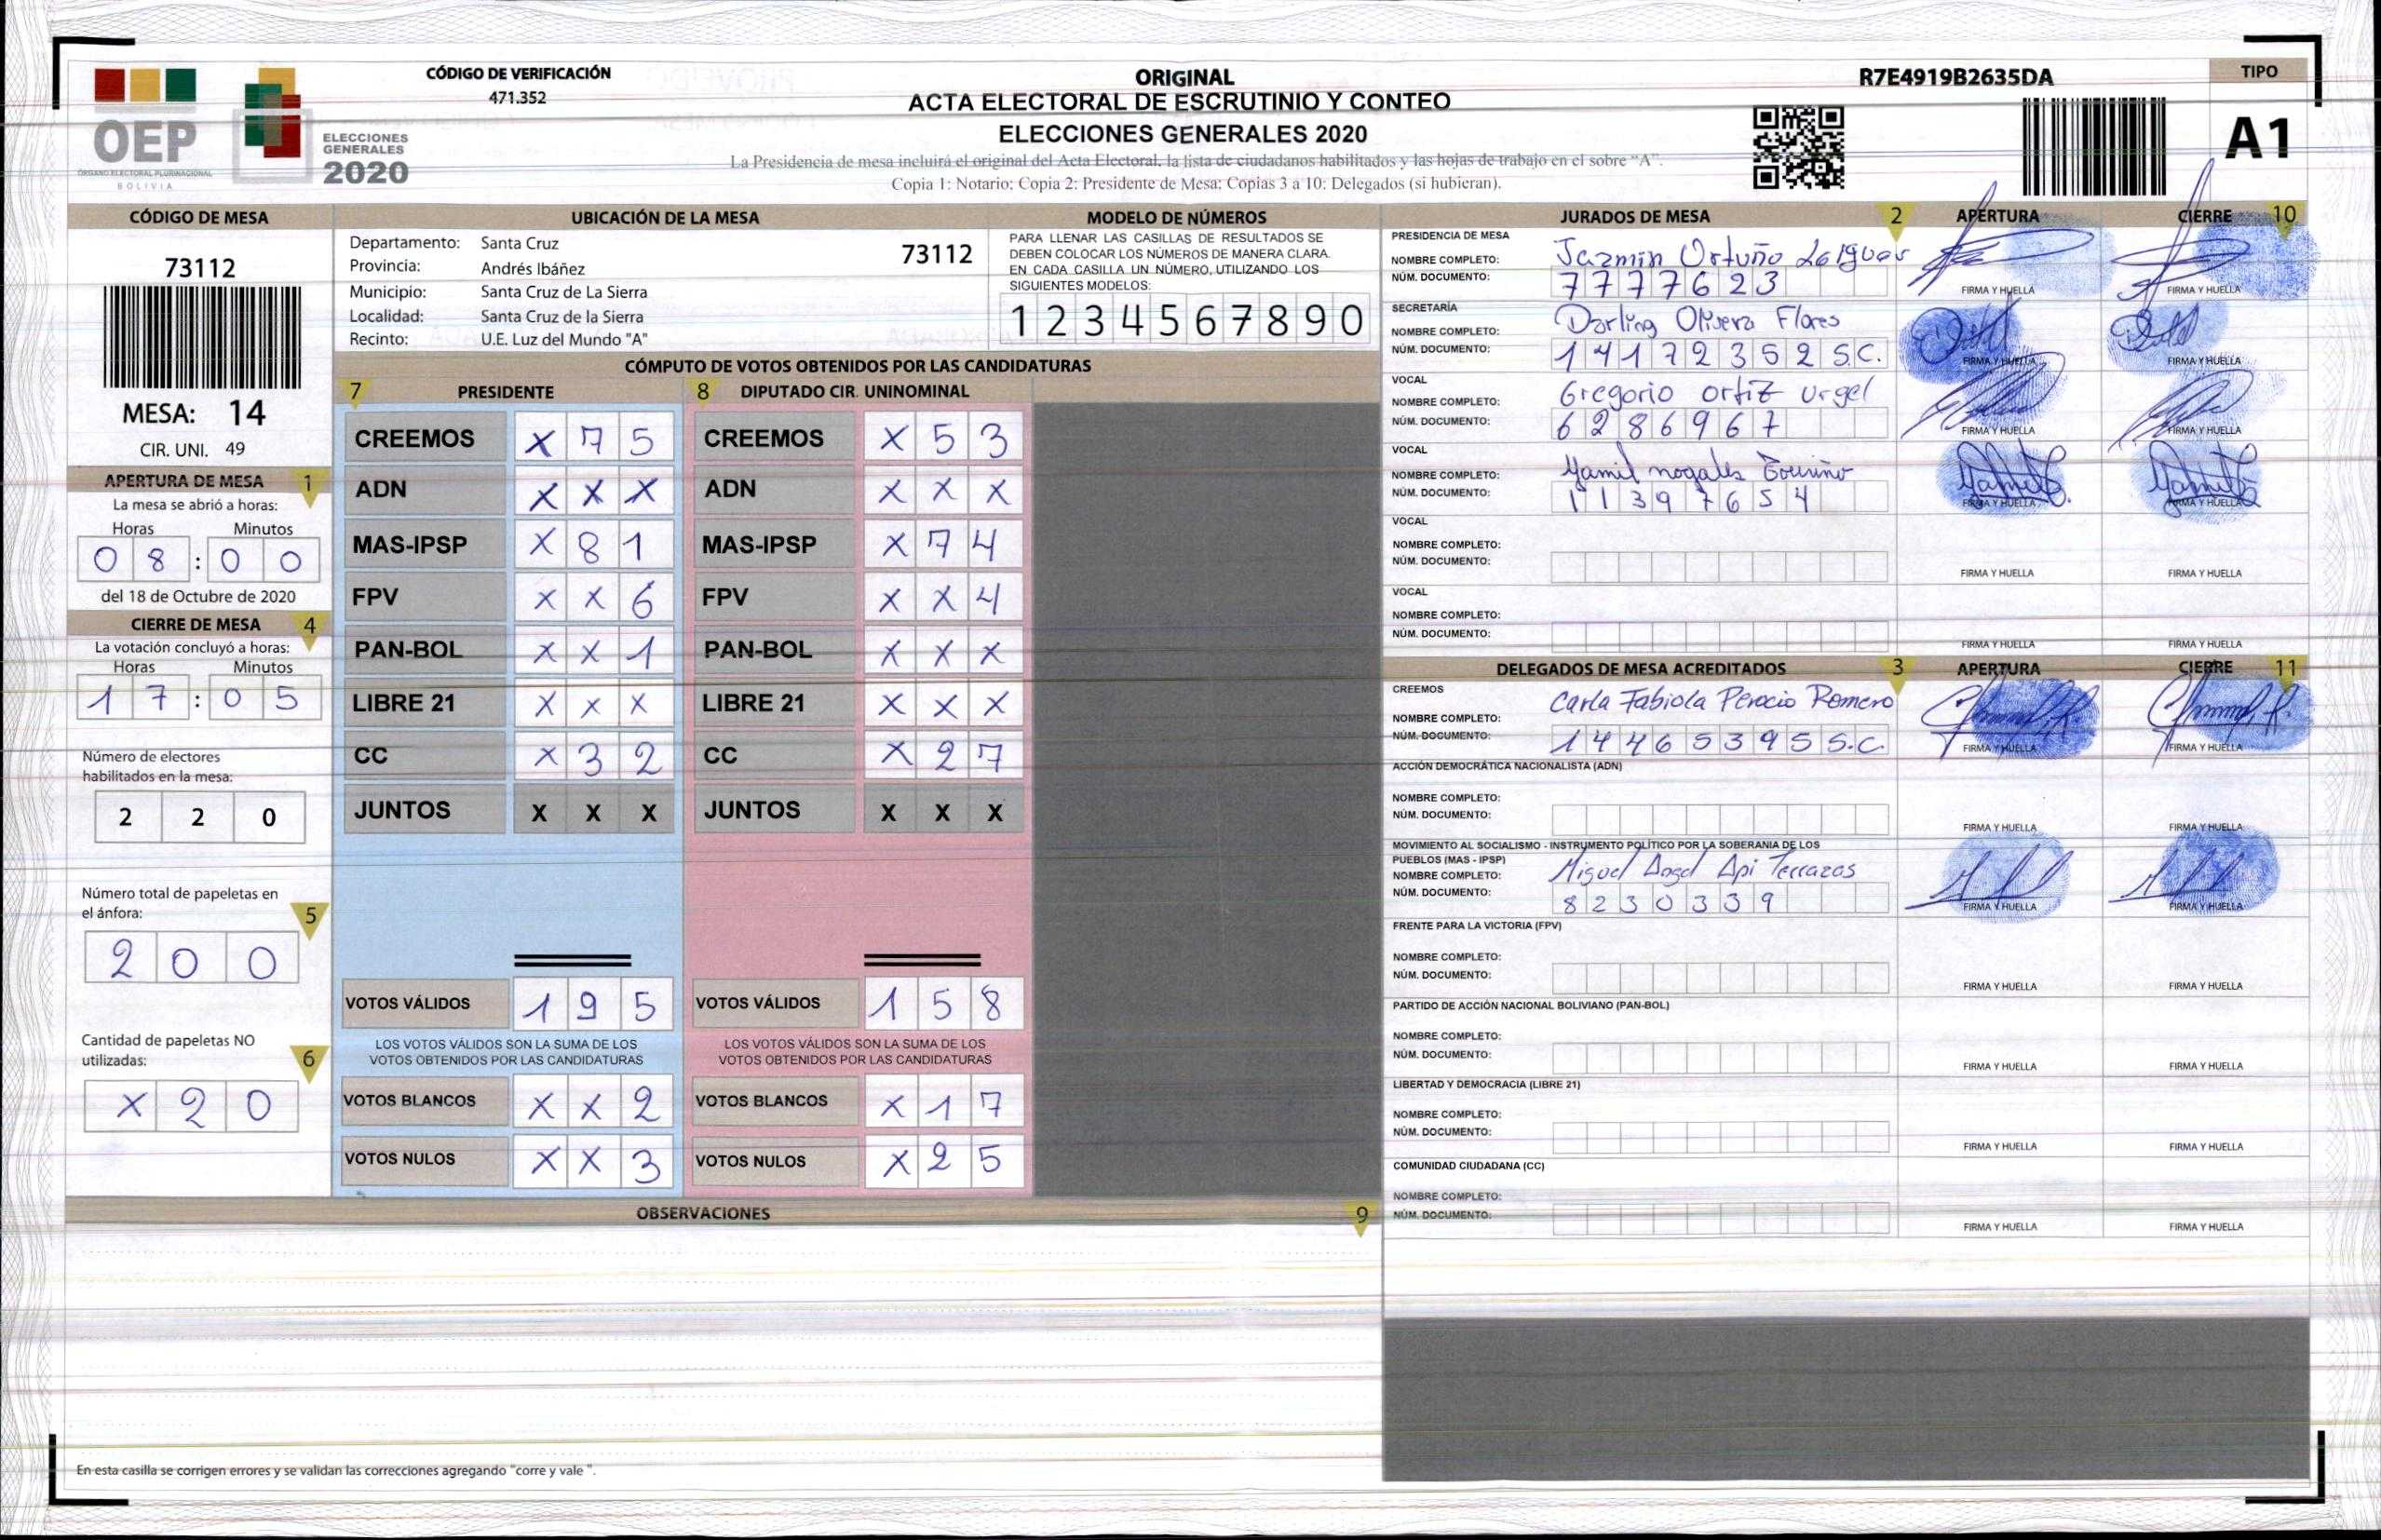 OEP
ÓRGANO ELECTORAL PLURINACIONAL
BOLIVIA
ELECCIONES
GENERALES
2020
CÓDIGO DE VERIFICACIÓN
471.352
ORIGINAL
ACTA ELECTORAL DE ESCRUTINIO Y CONTEO
ELECCIONES GENERALES 2020
La Presidencia de mesa incluirá el original del Acta Electoral, la lista de ciudadanos habilitados y las hojas de trabajo en el sobre "A".
Copia 1: Notario; Copia 2: Presidente de Mesa; Copias 3 a 10: Delegados (si hubieran).
R7E4919B2635DA
TIPO
A1
CÓDIGO DE MESA
73112
MESA: 14
CIR. UNI. 49
APERTURA DE MESA 1
La mesa se abrió a horas:
Horas Minutos
0 8 : 0 0
del 18 de Octubre de 2020
CIERRE DE MESA 4
La votación concluyó a horas:
Horas Minutos
1 7 : 0 5
Número de electores
habilitados en la mesa:
2 2 0
Número total de papeletas en
el ánfora: 5
2 0 0
Cantidad de papeletas NO
utilizadas: 6
X 2 0
UBICACIÓN DE LA MESA
Departamento: Santa Cruz
73112
Provincia: Andrés Ibáñez
Municipio: Santa Cruz de La Sierra
Localidad: Santa Cruz de la Sierra
Recinto: U.E. Luz del Mundo "A"
MODELO DE NÚMEROS
PARA LLENAR LAS CASILLAS DE RESULTADOS SE
DEBEN COLOCAR LOS NÚMEROS DE MANERA CLARA.
EN CADA CASILLA UN NÚMERO, UTILIZANDO LOS
SIGUIENTES MODELOS:
1 2 3 4 5 6 7 8 9 0
CÓMPUTO DE VOTOS OBTENIDOS POR LAS CANDIDATURAS
7 PRESIDENTE 8 DIPUTADO CIR. UNINOMINAL
CREEMOS X 7 5 CREEMOS X 5 3
ADN X X X ADN X X X
MAS-IPSP X 8 1 MAS-IPSP X 7 4
FPV X X 6 FPV X X 4
PAN-BOL X X 1 PAN-BOL X X X
LIBRE 21 X X X LIBRE 21 X X X
CC X 3 2 CC X 2 7
JUNTOS X X X JUNTOS X X X
VOTOS VÁLIDOS 1 9 5 VOTOS VÁLIDOS 1 5 8
LOS VOTOS VÁLIDOS SON LA SUMA DE LOS LOS VOTOS VÁLIDOS SON LA SUMA DE LOS
VOTOS OBTENIDOS POR LAS CANDIDATURAS VOTOS OBTENIDOS POR LAS CANDIDATURAS
VOTOS BLANCOS X X 2 VOTOS BLANCOS X 1 7
VOTOS NULOS X X 3 VOTOS NULOS X 2 5
OBSERVACIONES 9
En esta casilla se corrigen errores y se validan las correcciones agregando "corre y vale ".
JURADOS DE MESA 2 APERTURA CIERRE 10
PRESIDENCIA DE MESA
NOMBRE COMPLETO: Jazmin Ortuño
NÚM. DOCUMENTO: 7777623 FIRMA Y HUELLA FIRMA Y HUELLA
SECRETARÍA
NOMBRE COMPLETO: Darling Olivera Flores
NÚM. DOCUMENTO: 14172352 S.C. FIRMA Y HUELLA FIRMA Y HUELLA
VOCAL
NOMBRE COMPLETO: Gregorio ortiz urgel
NÚM. DOCUMENTO: 6286967 FIRMA Y HUELLA FIRMA Y HUELLA
VOCAL
NOMBRE COMPLETO: Yamil nogales
NÚM. DOCUMENTO: 11397654 FIRMA Y HUELLA FIRMA Y HUELLA
VOCAL
NOMBRE COMPLETO:
NÚM. DOCUMENTO: FIRMA Y HUELLA FIRMA Y HUELLA
VOCAL
NOMBRE COMPLETO:
NÚM. DOCUMENTO: FIRMA Y HUELLA FIRMA Y HUELLA
DELEGADOS DE MESA ACREDITADOS 3 APERTURA CIERRE 11
CREEMOS
NOMBRE COMPLETO: Carla Fabiola Perocio Romero
NÚM. DOCUMENTO: 14465395 S.C. FIRMA Y HUELLA FIRMA Y HUELLA
ACCIÓN DEMOCRÁTICA NACIONALISTA (ADN)
NOMBRE COMPLETO:
NÚM. DOCUMENTO: FIRMA Y HUELLA FIRMA Y HUELLA
MOVIMIENTO AL SOCIALISMO - INSTRUMENTO POLÍTICO POR LA SOBERANIA DE LOS
PUEBLOS (MAS - IPSP)
NOMBRE COMPLETO: Miguel Angel Api Terrazas
NÚM. DOCUMENTO: 8230339 FIRMA Y HUELLA FIRMA Y HUELLA
FRENTE PARA LA VICTORIA (FPV)
NOMBRE COMPLETO:
NÚM. DOCUMENTO: FIRMA Y HUELLA FIRMA Y HUELLA
PARTIDO DE ACCIÓN NACIONAL BOLIVIANO (PAN-BOL)
NOMBRE COMPLETO:
NÚM. DOCUMENTO: FIRMA Y HUELLA FIRMA Y HUELLA
LIBERTAD Y DEMOCRACIA (LIBRE 21)
NOMBRE COMPLETO:
NÚM. DOCUMENTO: FIRMA Y HUELLA FIRMA Y HUELLA
COMUNIDAD CIUDADANA (CC)
NOMBRE COMPLETO:
NÚM. DOCUMENTO: FIRMA Y HUELLA FIRMA Y HUELLA